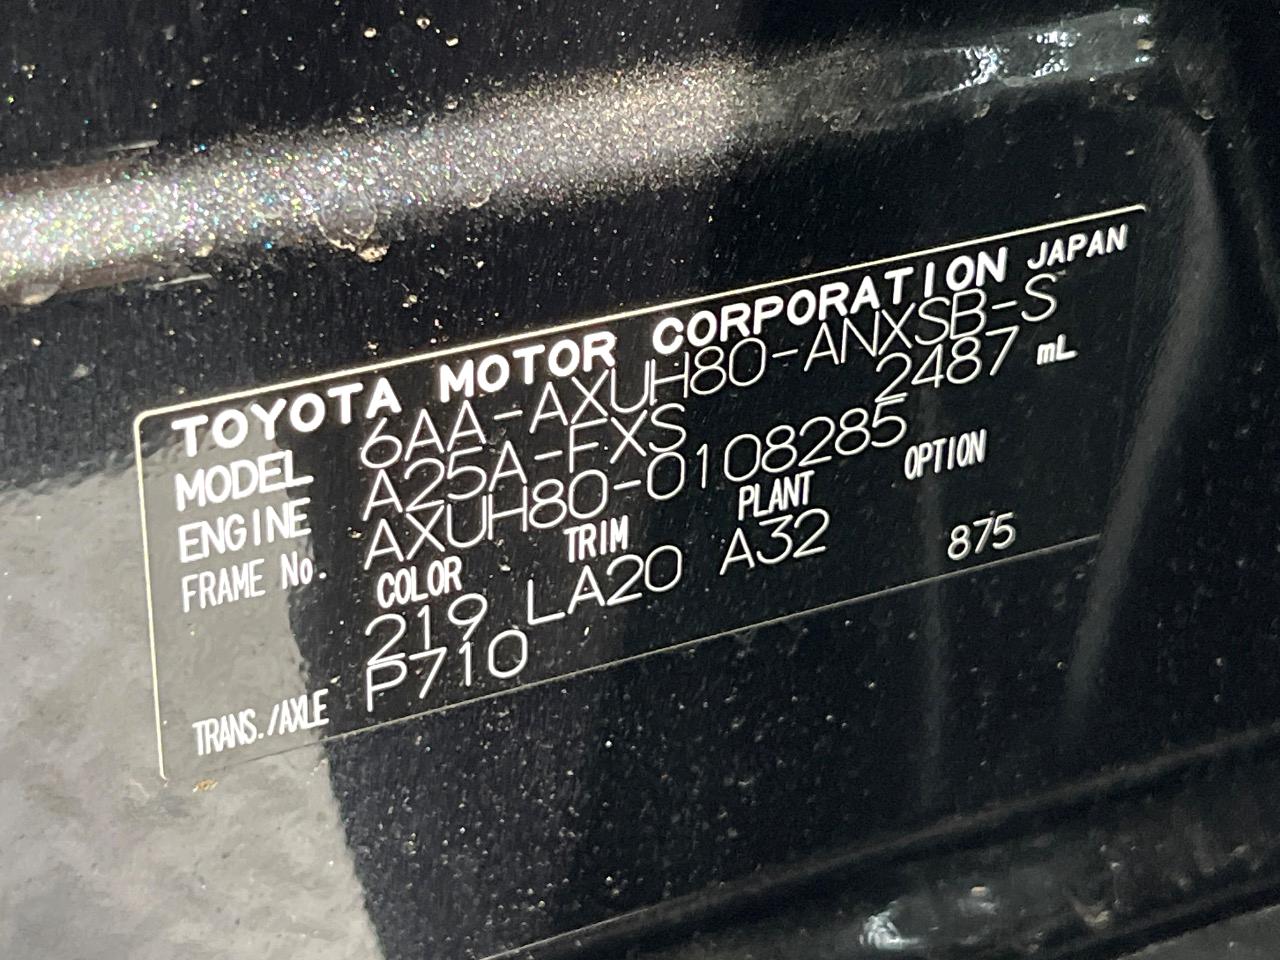 TOYOTA MOTOR CORPORATION JAPAN
MODEL 6AA-AXUH80-ANXSB-S
ENGINE A25A-FXS 2487 mL
FRAME No. AXUH80-0108285
COLOR TRIM PLANT OPTION
219 LA20 A32 875
TRANS./AXLE P710